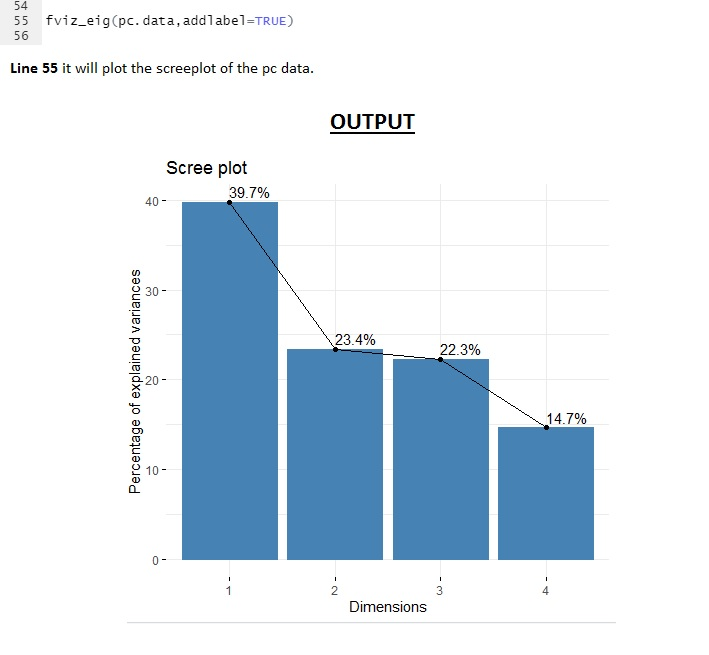 54
55 fviz_eig(pc.data,addlabel=TRUE)
56
Line 55 it will plot the screeplot of the pc data.
OUTPUT
Scree plot
39.7%
23.4%
22.3%
14.7%
40
30
20
10
0
Percentage of explained variances
1 2 3 4
Dimensions